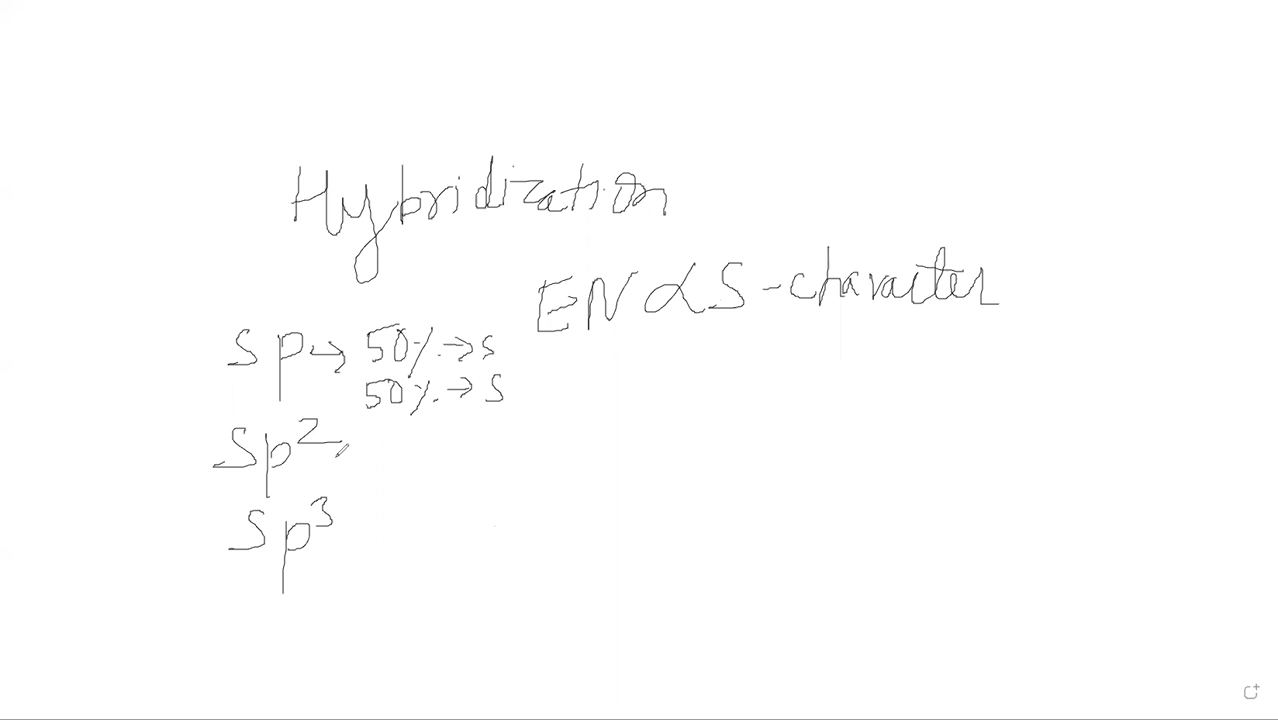 Hybridization
EN ∝ S-character
sp → 50% → s
50% → s
Sp²
Sp³